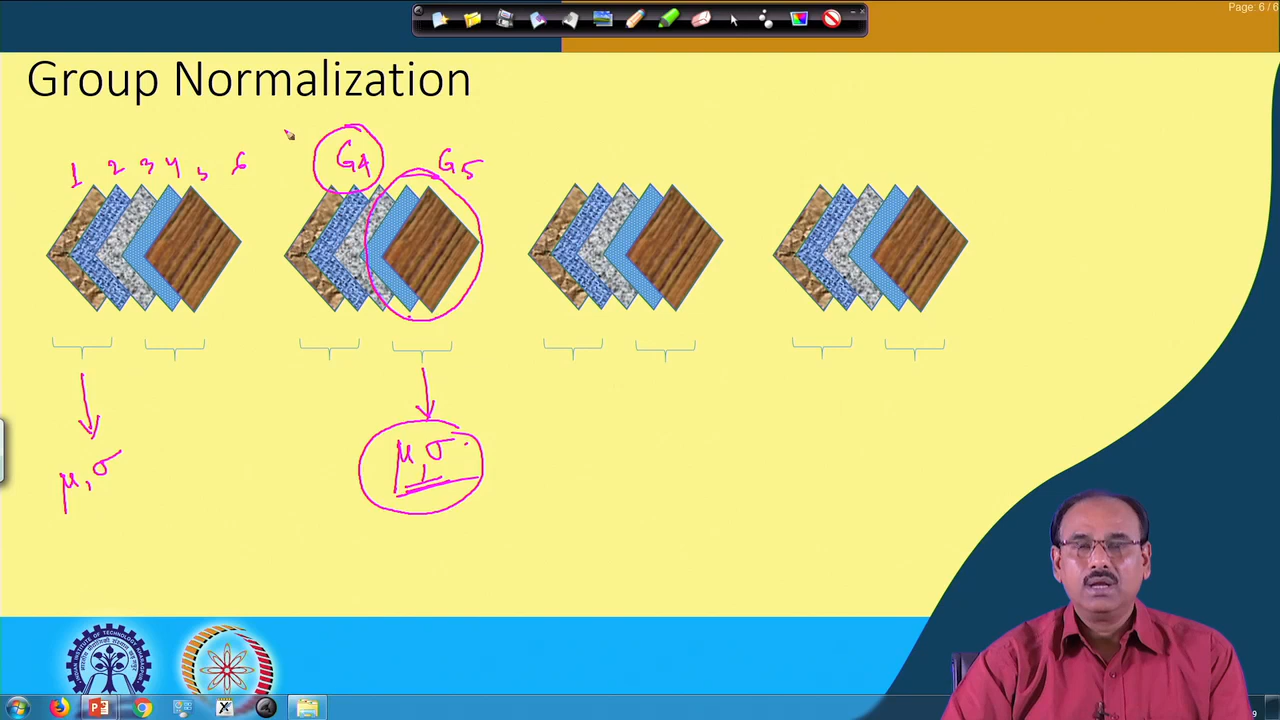 Page: 6 / 6
Group Normalization
1 2 3 4 5 6
G4 G5
μ, σ
μ, σ